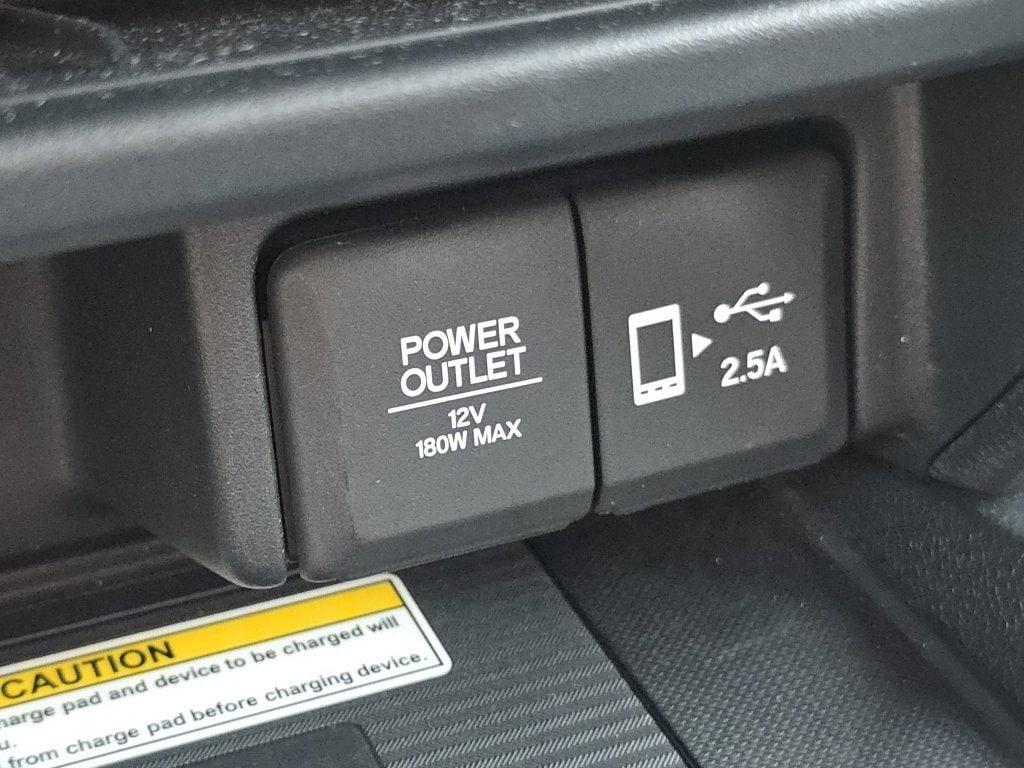 POWER
OUTLET
12V
180W MAX
2.5A
CAUTION
pad and device to be charged will
from charge pad before charging device.